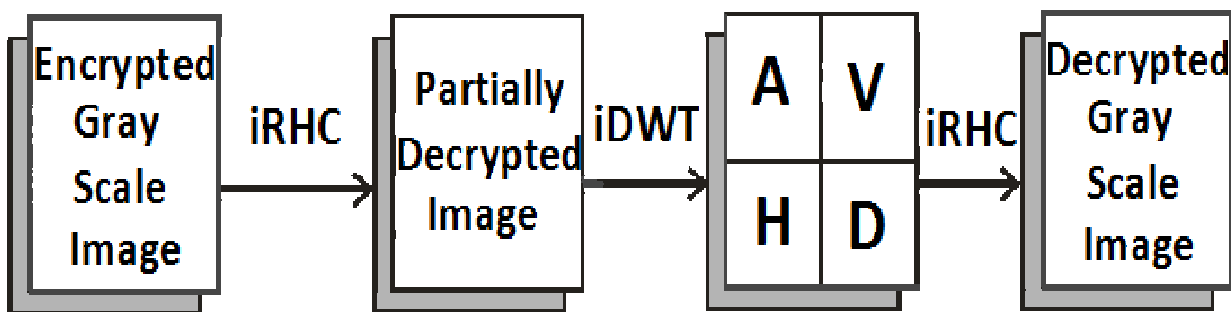 Encrypted
Gray
Scale
Image
iRHC
Partially
Decrypted
Image
iDWT
A V
H D
iRHC
Decrypted
Gray
Scale
Image